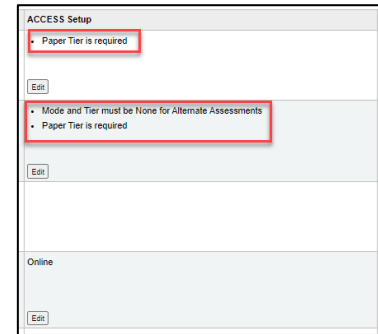 ACCESS Setup
• Paper Tier is required
Edit
• Mode and Tier must be None for Alternate Assessments
• Paper Tier is required
Edit
Online
Edit